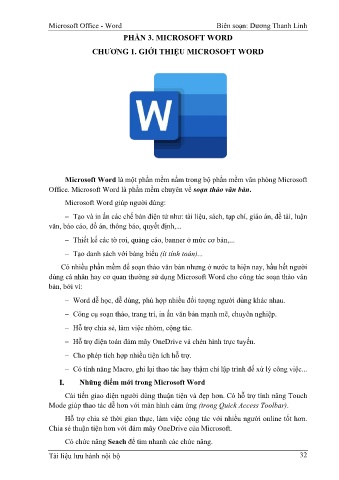 Microsoft Office - Word Biên soạn: Dương Thanh Linh
PHẦN 3. MICROSOFT WORD
CHƯƠNG 1. GIỚI THIỆU MICROSOFT WORD
W
Microsoft Word là một phần mềm nằm trong bộ phần mềm văn phòng Microsoft
Office. Microsoft Word là phần mềm chuyên về soạn thảo văn bản.
Microsoft Word giúp người dùng:
– Tạo và in ấn các chế bản điện tử như: tài liệu, sách, tạp chí, giáo án, đề tài, luận
văn, báo cáo, đồ án, thông báo, quyết định,...
– Thiết kế các tờ rơi, quảng cáo, banner ở mức cơ bản,...
– Tạo danh sách với bảng biểu (ít tính toán)...
Có nhiều phần mềm để soạn thảo văn bản nhưng ở nước ta hiện nay, hầu hết người
dùng cá nhân hay cơ quan thường sử dụng Microsoft Word cho công tác soạn thảo văn
bản, bởi vì:
– Word dễ học, dễ dùng, phù hợp nhiều đối tượng người dùng khác nhau.
– Công cụ soạn thảo, trang trí, in ấn văn bản mạnh mẽ, chuyên nghiệp.
– Hỗ trợ chia sẻ, làm việc nhóm, cộng tác.
– Hỗ trợ điện toán đám mây OneDrive và chèn hình trực tuyến.
– Cho phép tích hợp nhiều tiện ích hỗ trợ.
– Có tính năng Macro, ghi lại thao tác hay thậm chí lập trình để xử lý công việc...
I. Những điểm mới trong Microsoft Word
Cải tiến giao diện người dùng thuận tiện và đẹp hơn. Có hỗ trợ tính năng Touch
Mode giúp thao tác dễ hơn với màn hình cảm ứng (trong Quick Access Toolbar).
Hỗ trợ chia sẻ thời gian thực, làm việc cộng tác với nhiều người online tốt hơn.
Chia sẻ thuận tiện hơn với đám mây OneDrive của Microsoft.
Có chức năng Seach để tìm nhanh các chức năng.
Tài liệu lưu hành nội bộ 32